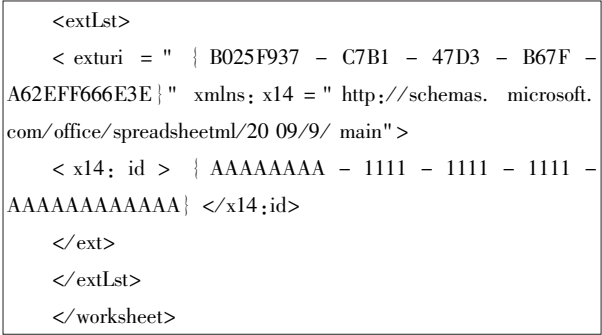 <extLst>
< exturi = " { B025F937 - C7B1 - 47D3 - B67F -
A62EFF666E3E}" xmlns: x14 = " http://schemas. microsoft.
com/office/spreadsheetml/20 09/9/ main" >
< x14: id > { AAAAAAAA - 1111 - 1111 - 1111 -
AAAAAAAAAAAA} </x14:id>
</ext>
</extLst>
</worksheet>